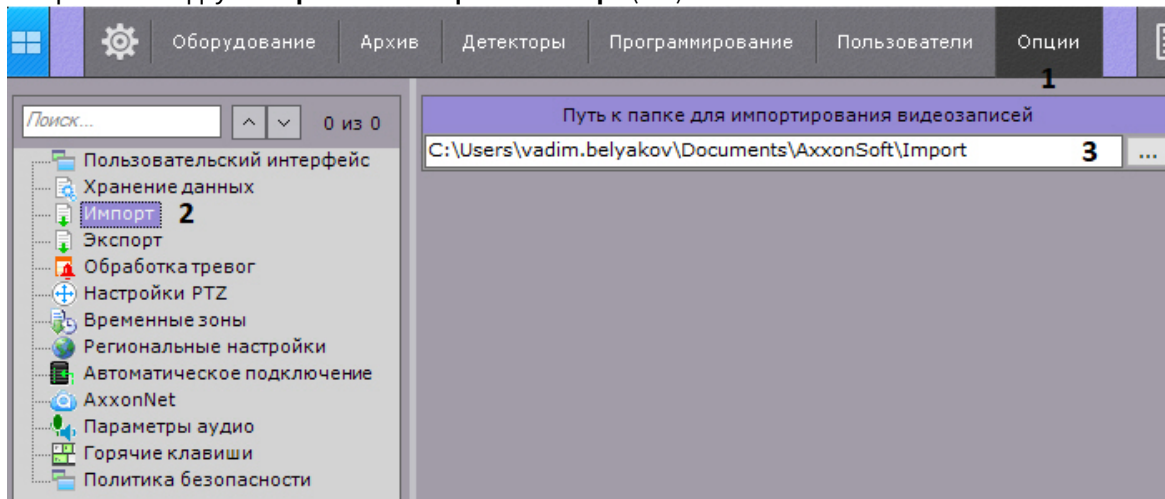 Оборудование Архив Детекторы Программирование Пользователи Опции
1
Поиск... 0 из 0
Путь к папке для импортирования видеозаписей
C:\Users\vadim.belyakov\Documents\AxxonSoft\Import 3 ...
Пользовательский интерфейс
Хранение данных
Импорт 2
Экспорт
Обработка тревог
Настройки PTZ
Временные зоны
Региональные настройки
Автоматическое подключение
AxxonNet
Параметры аудио
Горячие клавиши
Политика безопасности